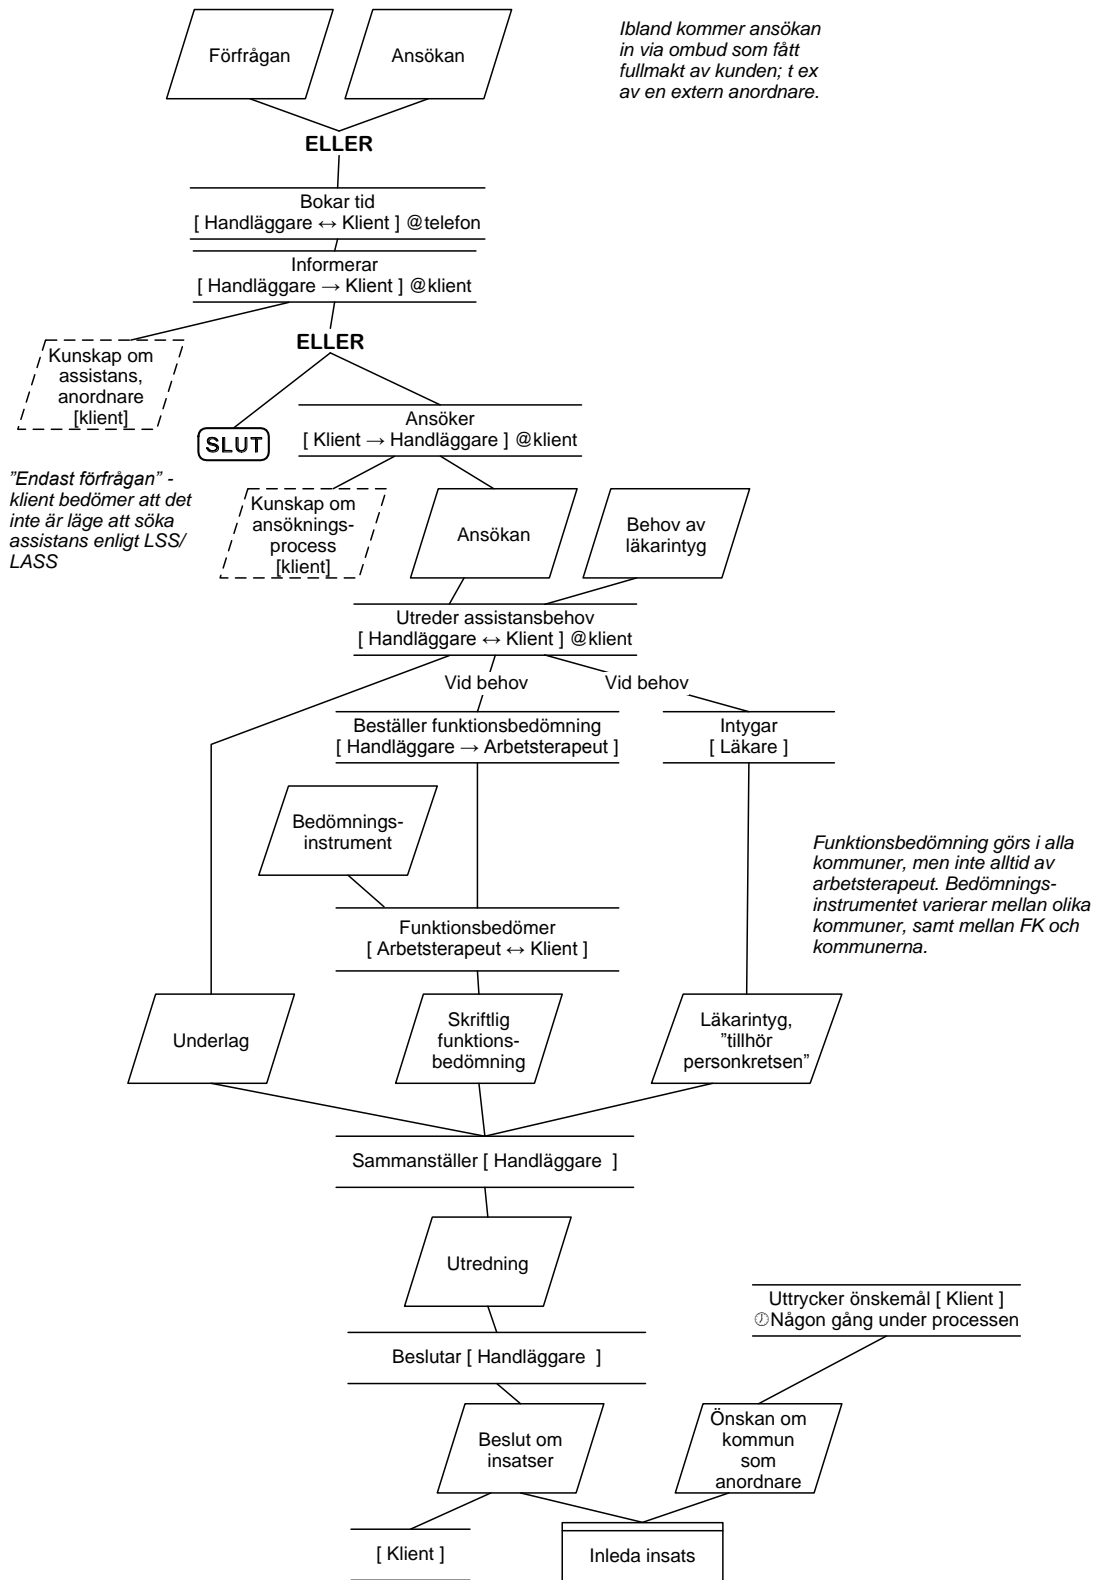 Förfrågan
Ansökan
Ibland kommer ansökan
in via ombud som fått
fullmakt av kunden; t ex
av en extern anordnare.
ELLER
Bokar tid
[ Handläggare ↔ Klient ] @telefon
Informerar
[ Handläggare → Klient ] @klient
ELLER
Kunskap om
assistans,
anordnare
[klient]
SLUT
Ansöker
[ Klient → Handläggare ] @klient
”Endast förfrågan” -
klient bedömer att det
inte är läge att söka
assistans enligt LSS/
LASS
Kunskap om
ansöknings-
process
[klient]
Ansökan
Behov av
läkarintyg
Utreder assistansbehov
[ Handläggare ↔ Klient ] @klient
Vid behov
Vid behov
Beställer funktionsbedömning
[ Handläggare → Arbetsterapeut ]
Intygar
[ Läkare ]
Bedömnings-
instrument
Funktionsbedömning görs i alla
kommuner, men inte alltid av
arbetsterapeut. Bedömnings-
instrumentet varierar mellan olika
kommuner, samt mellan FK och
kommunerna.
Funktionsbedömer
[ Arbetsterapeut ↔ Klient ]
Underlag
Skriftlig
funktions-
bedömning
Läkarintyg,
”tillhör
personkretsen”
Sammanställer [ Handläggare ]
Utredning
Uttrycker önskemål [ Klient ]
🕖Någon gång under processen
Beslutar [ Handläggare ]
Beslut om
insatser
Önskan om
kommun
som
anordnare
[ Klient ]
Inleda insats